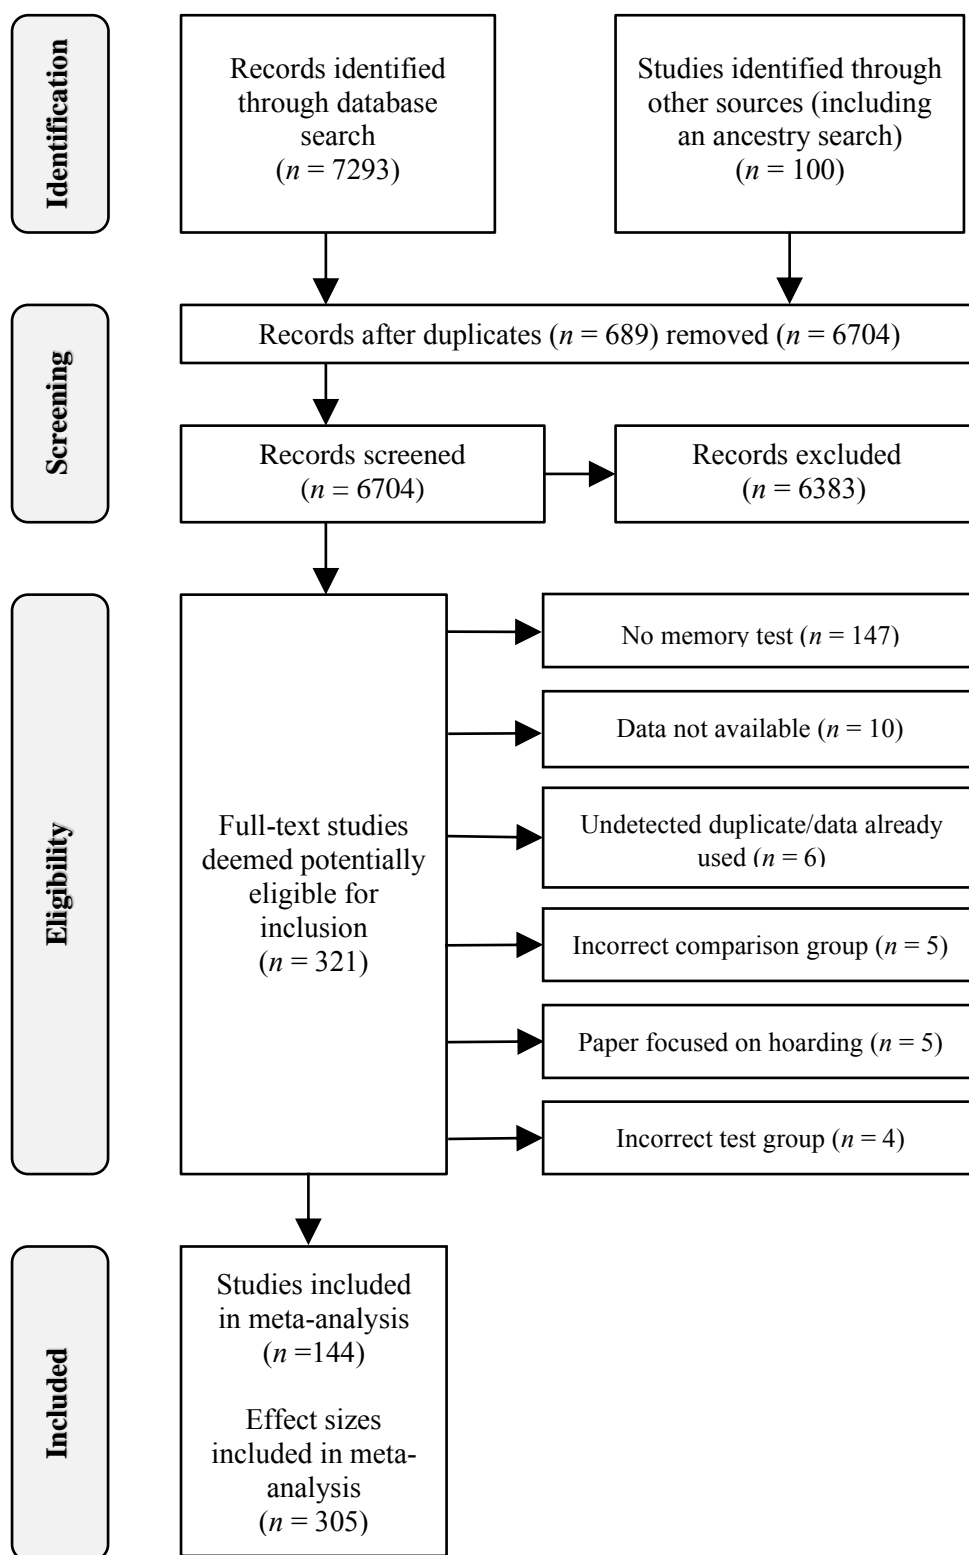 Identification
Records identified
through database
search
(n = 7293)
Studies identified through
other sources (including
an ancestry search)
(n = 100)
Screening
Records after duplicates (n = 689) removed (n = 6704)
Records screened
(n = 6704)
Records excluded
(n = 6383)
Eligibility
Full-text studies
deemed potentially
eligible for
inclusion
(n = 321)
No memory test (n = 147)
Data not available (n = 10)
Undetected duplicate/data already
used (n = 6)
Incorrect comparison group (n = 5)
Paper focused on hoarding (n = 5)
Incorrect test group (n = 4)
Included
Studies included
in meta-analysis
(n =144)
Effect sizes
included in meta-
analysis
(n = 305)